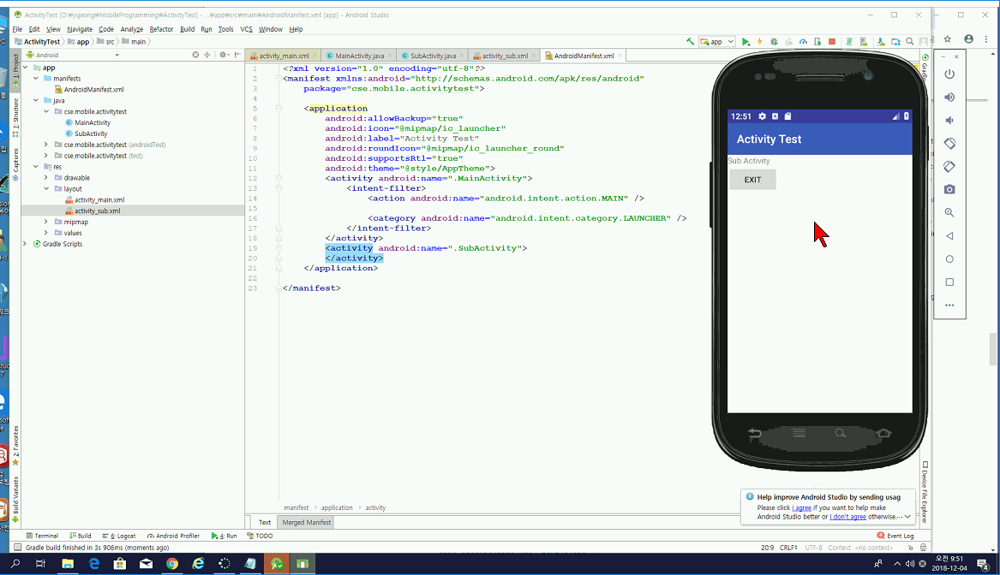 ActivityTest [D:₩ysjeong₩MobileProgramming₩ActivityTest] - ...₩app₩src₩main₩AndroidManifest.xml [app] - Android Studio
File Edit View Navigate Code Analyze Refactor Build Run Tools VCS Window Help
ActivityTest app src main
app
Android
activity_main.xml MainActivity.java SubActivity.java activity_sub.xml AndroidManifest.xml
1: Project
Z: Structure
Captures
2: Favorites
Build Variants
app
manifests
AndroidManifest.xml
java
cse.mobile.activitytest
MainActivity
SubActivity
cse.mobile.activitytest (androidTest)
cse.mobile.activitytest (test)
res
drawable
layout
activity_main.xml
activity_sub.xml
mipmap
values
Gradle Scripts
1 <?xml version="1.0" encoding="utf-8"?>
2 <manifest xmlns:android="http://schemas.android.com/apk/res/android"
3 package="cse.mobile.activitytest">
4
5 <application
6 android:allowBackup="true"
7 android:icon="@mipmap/ic_launcher"
8 android:label="Activity Test"
9 android:roundIcon="@mipmap/ic_launcher_round"
10 android:supportsRtl="true"
11 android:theme="@style/AppTheme">
12 <activity android:name=".MainActivity">
13 <intent-filter>
14 <action android:name="android.intent.action.MAIN" />
15
16 <category android:name="android.intent.category.LAUNCHER" />
17 </intent-filter>
18 </activity>
19 <activity android:name=".SubActivity">
20 </activity>
21 </application>
22
23 </manifest>
manifest application activity
Text Merged Manifest
12:51
Activity Test
Sub Activity
EXIT
Gradle
Device File Explorer
Help improve Android Studio by sending usag
Please click I agree if you want to help make
Android Studio better or I don't agree otherwise....
Terminal Build 6: Logcat Android Profiler 4: Run TODO Event Log
Gradle build finished in 3s 906ms (moments ago) 20:9 CRLF÷ UTF-8 Context: <no context>
오전 9:51
2018-12-04
4